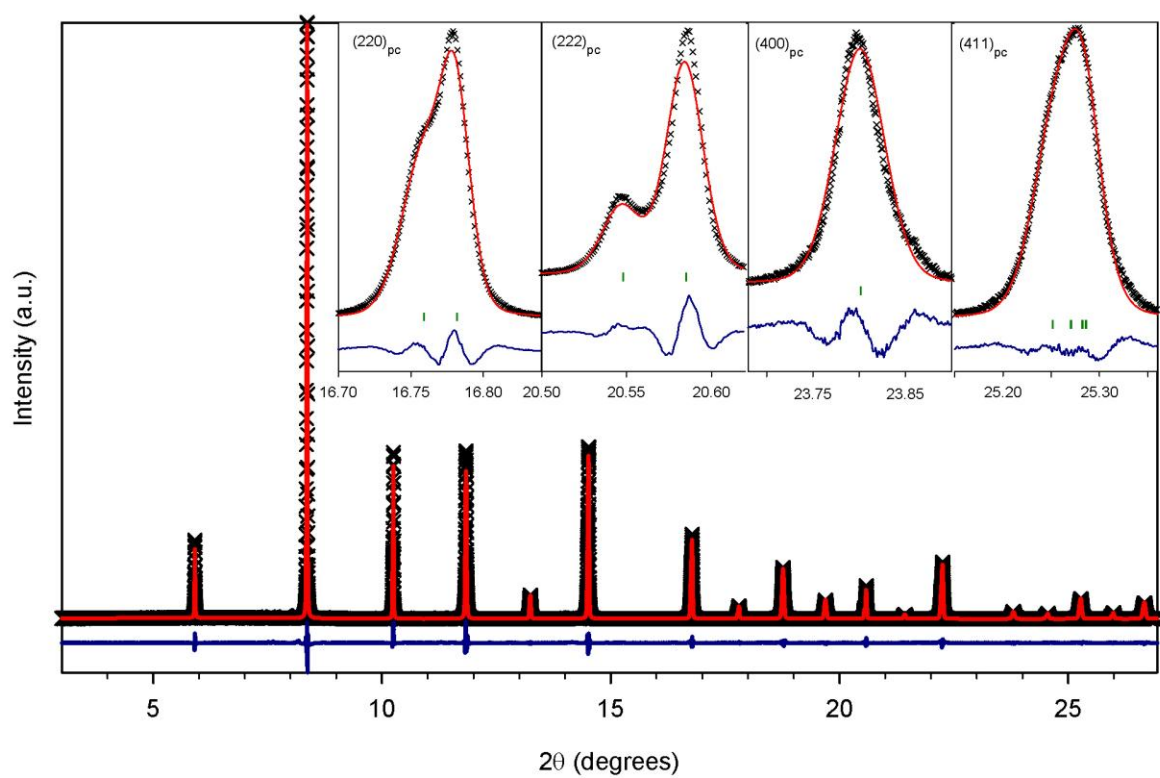 (220)pc
(222)pc
(400)pc
(411)pc
16.70 16.75 16.80 20.50 20.55 20.60 23.75 23.85 25.20 25.30
Intensity (a.u.)
5 10 15 20 25
2θ (degrees)